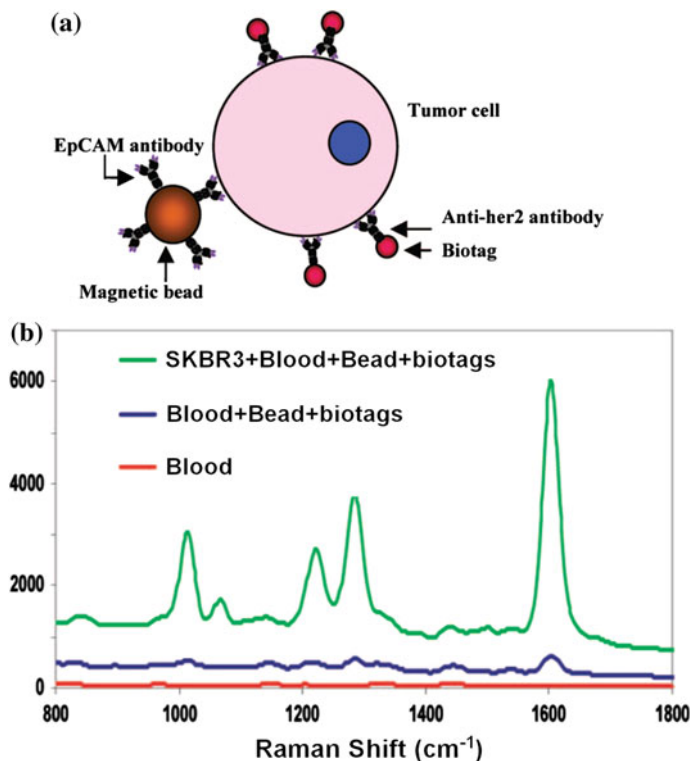 (a)
Tumor cell
EpCAM antibody
Anti-her2 antibody
Biotag
Magnetic bead
(b)
SKBR3+Blood+Bead+biotags
Blood+Bead+biotags
Blood
6000
4000
2000
0
800 1000 1200 1400 1600 1800
Raman Shift (cm⁻¹)